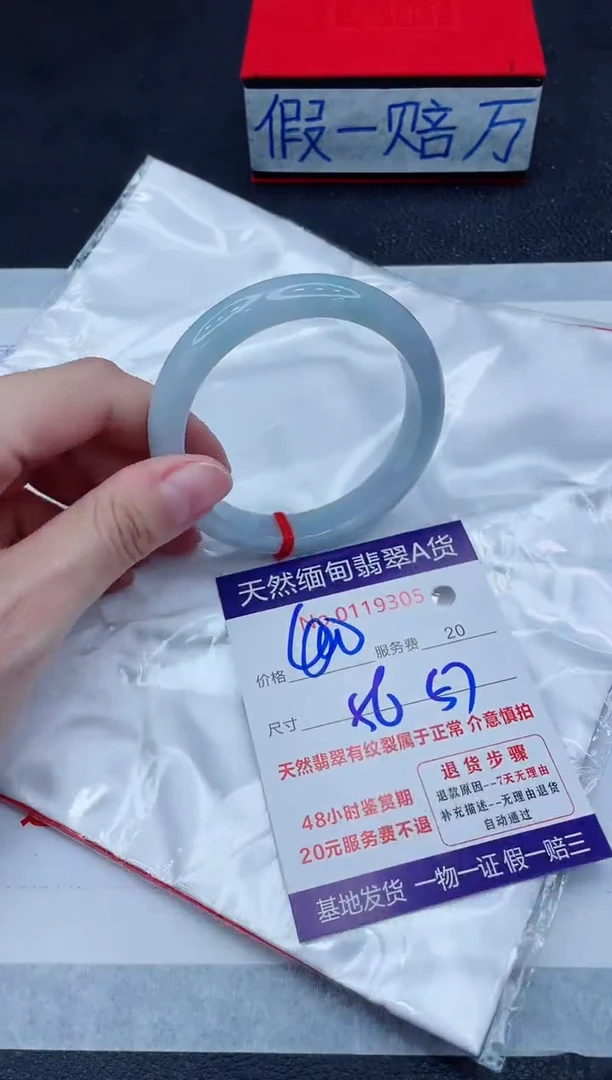 假一赔万
天然缅甸翡翠A货
No.0119305
价格 600 服务费 20
尺寸 56 57
天然翡翠有纹裂属于正常 介意慎拍
48小时鉴赏期
20元服务费不退
退货步骤
退款原因--7天无理由
补充描述--无理由退货
自动通过
基地发货 一物一证 假一赔三